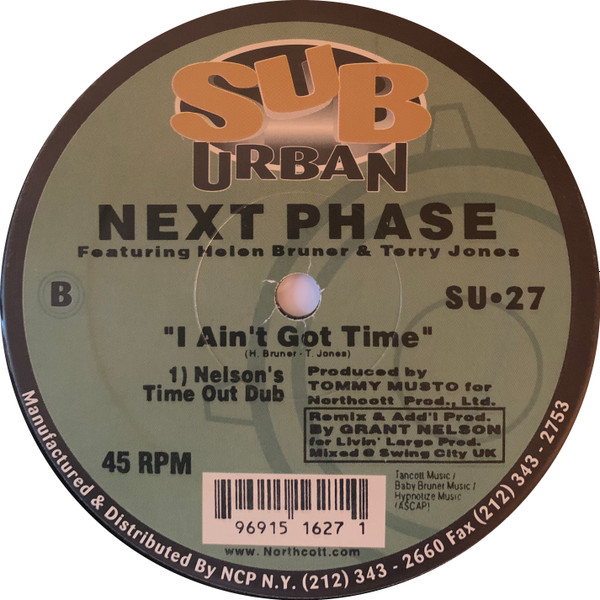 SUB
URBAN
NEXT PHASE
Featuring Helen Bruner & Terry Jones
B
SU•27
"I Ain't Got Time"
(H. Bruner - T. Jones)
1) Nelson's
Time Out Dub
Produced by
TOMMY MUSTO for
Northcott Prod., Ltd.
Remix & Add'l Prod.
By GRANT NELSON
for Livin' Large Prod.
Mixed @ Swing City UK
45 RPM
Tancott Music /
Baby Bruner Music /
Hypnotize Music
(ASCAP)
96915 1627 1
www.Northcott.com
Manufactured & Distributed By NCP N.Y. (212) 343 - 2660 Fax (212) 343 - 2753